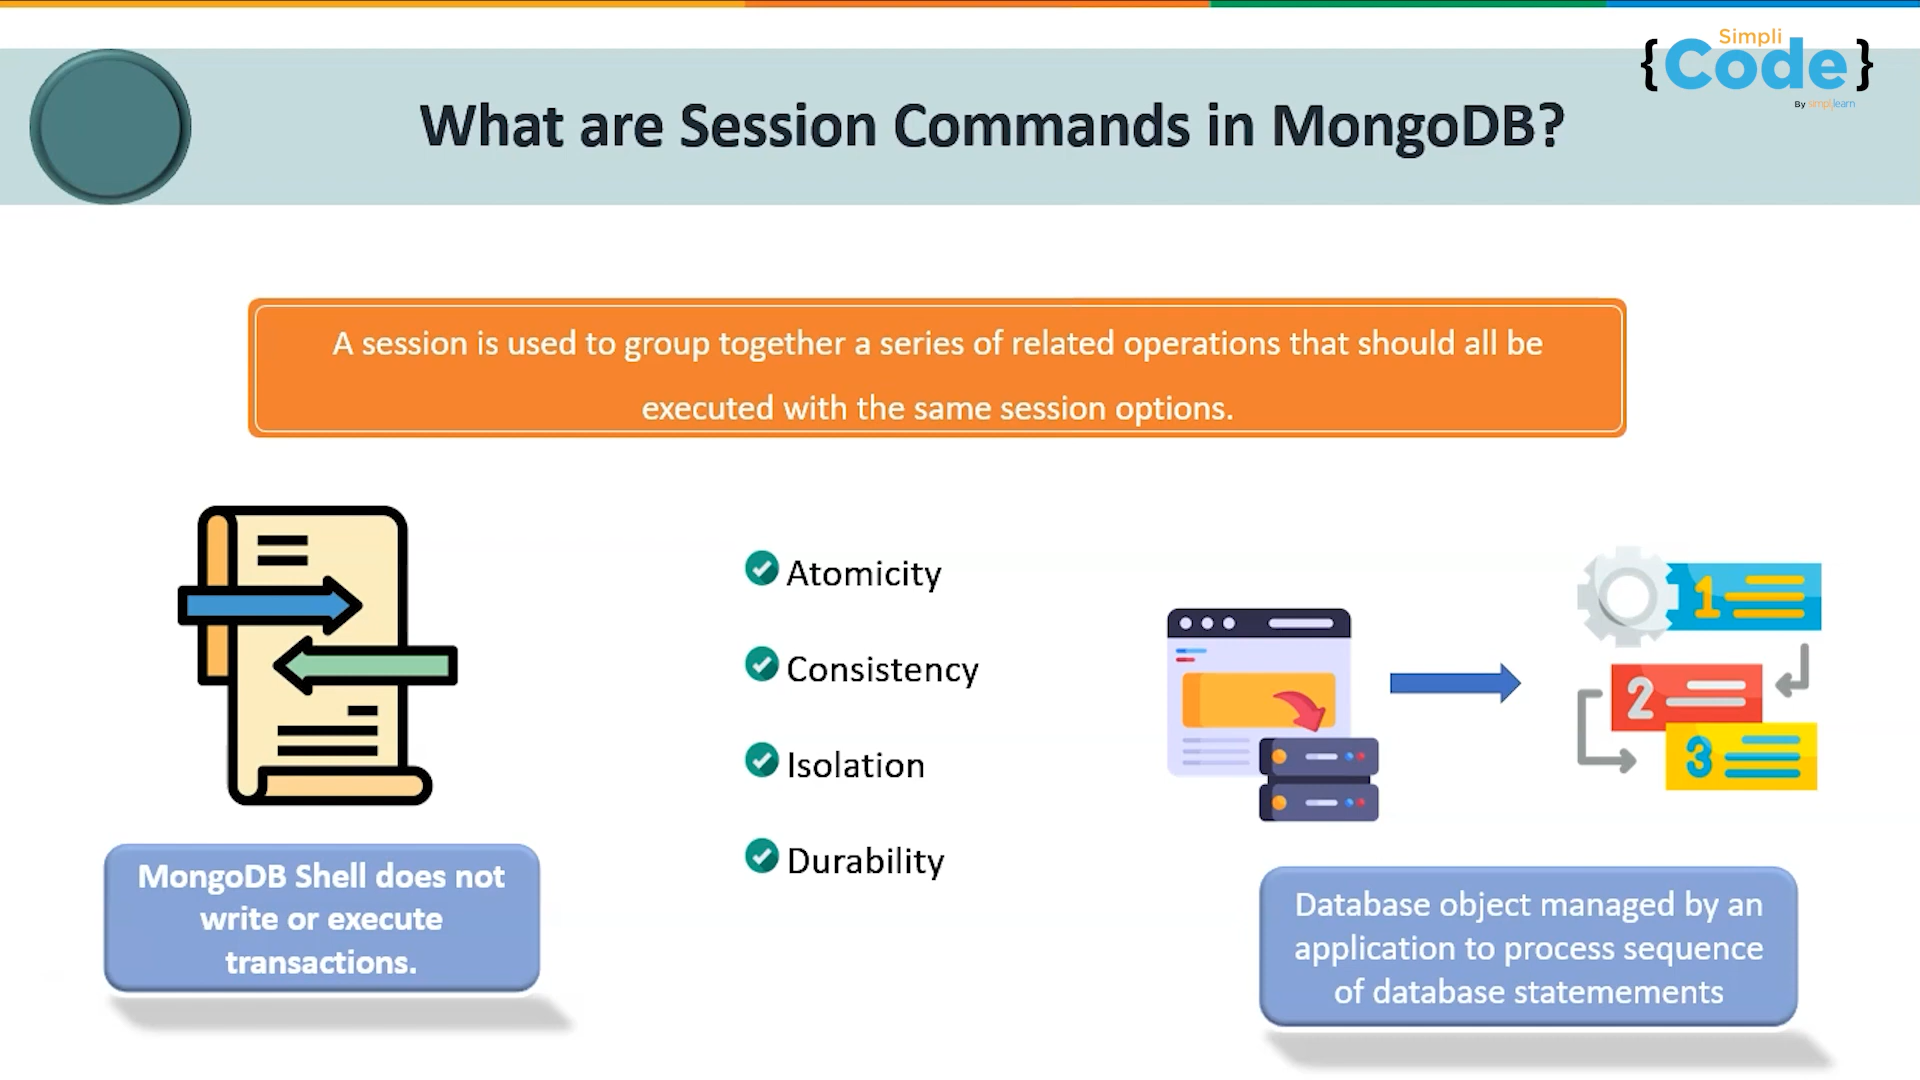 Simpli
{Code}
By simplilearn
What are Session Commands in MongoDB?
A session is used to group together a series of related operations that should all be
executed with the same session options.
Atomicity
Consistency
Isolation
Durability
1
2
3
MongoDB Shell does not
write or execute
transactions.
Database object managed by an
application to process sequence
of database statemements